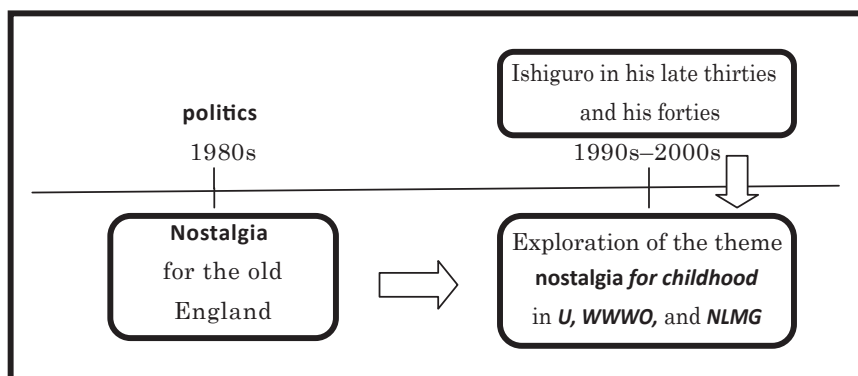 politics
1980s
Nostalgia
for the old
England
Ishiguro in his late thirties
and his forties
1990s–2000s
Exploration of the theme
nostalgia for childhood
in U, WWWO, and NLMG